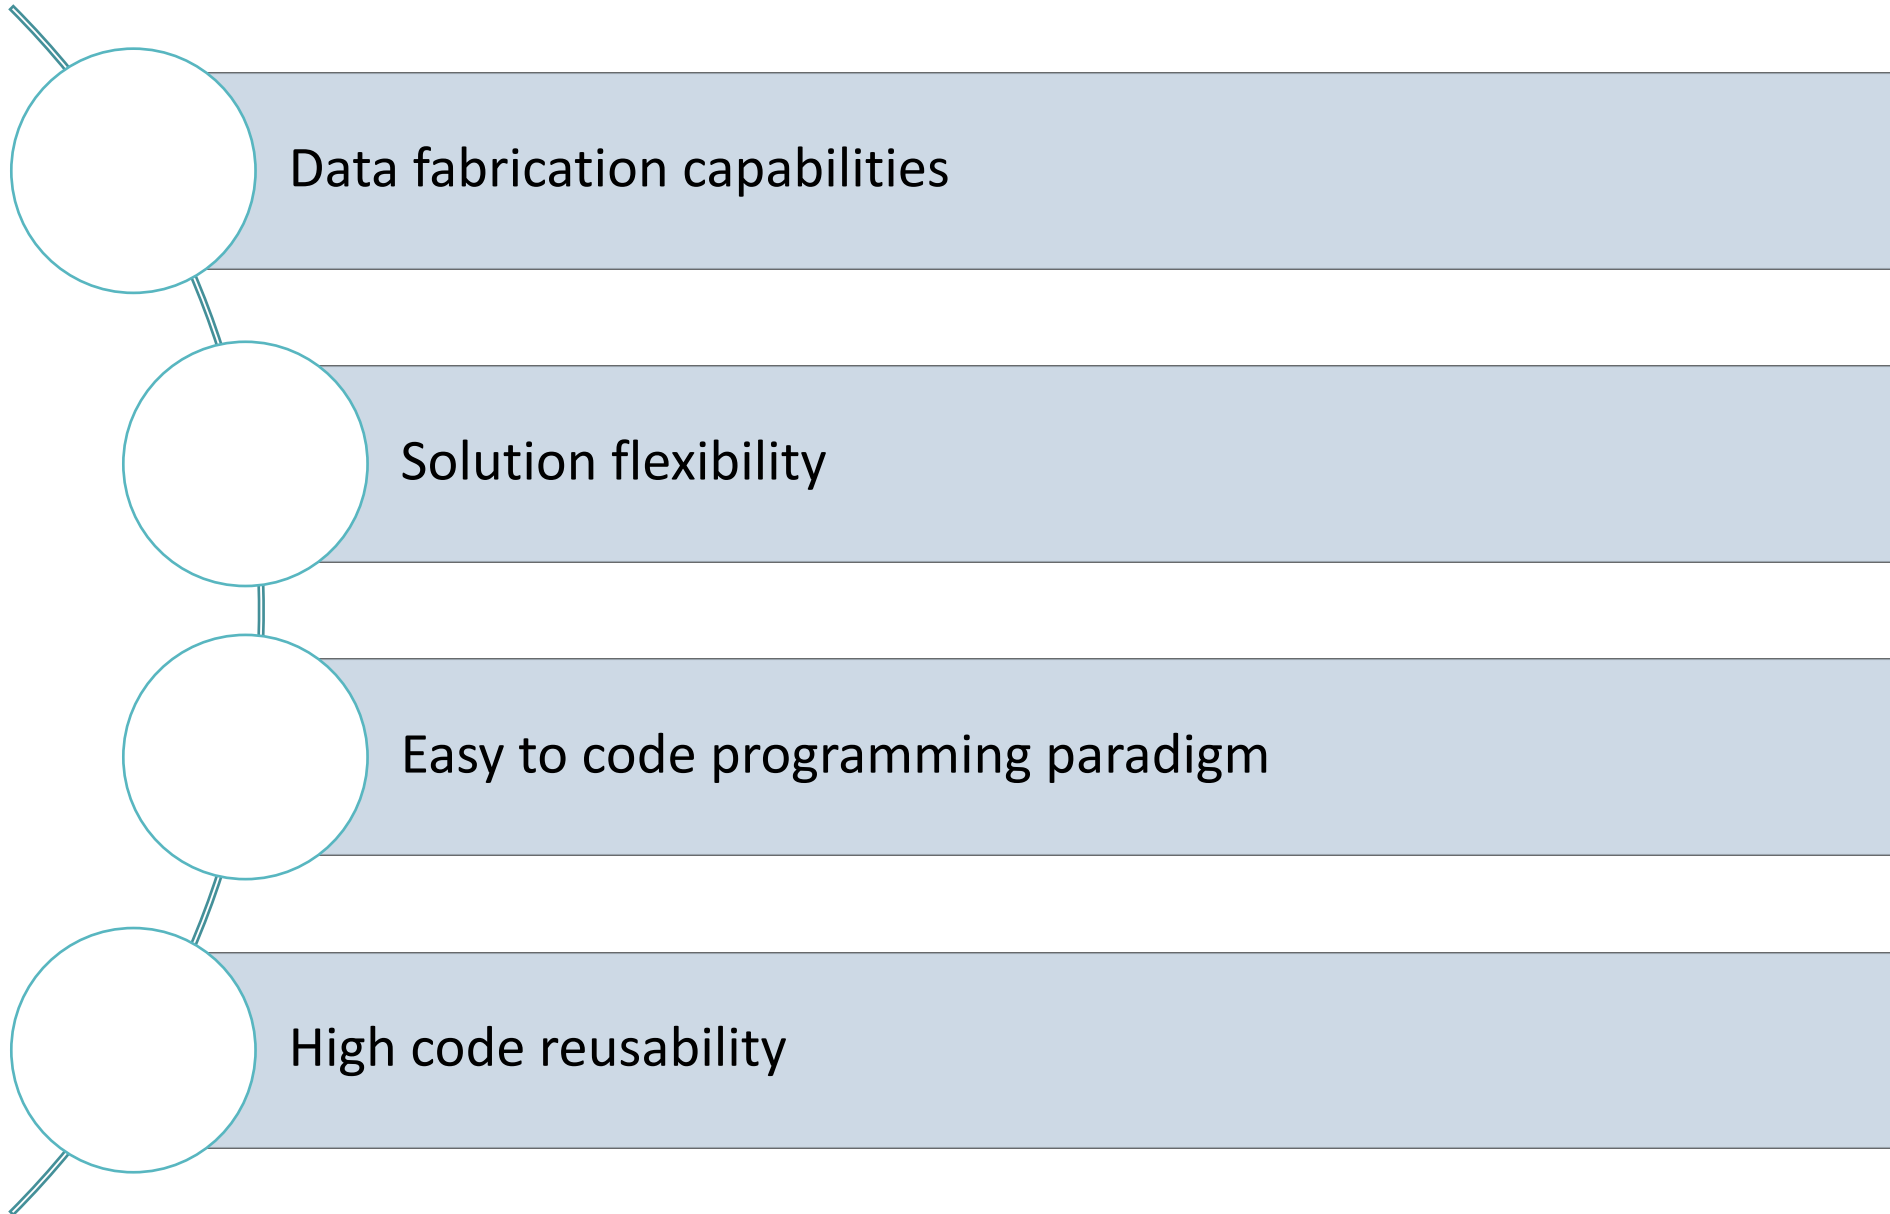 Data fabrication capabilities
Solution flexibility
Easy to code programming paradigm
High code reusability